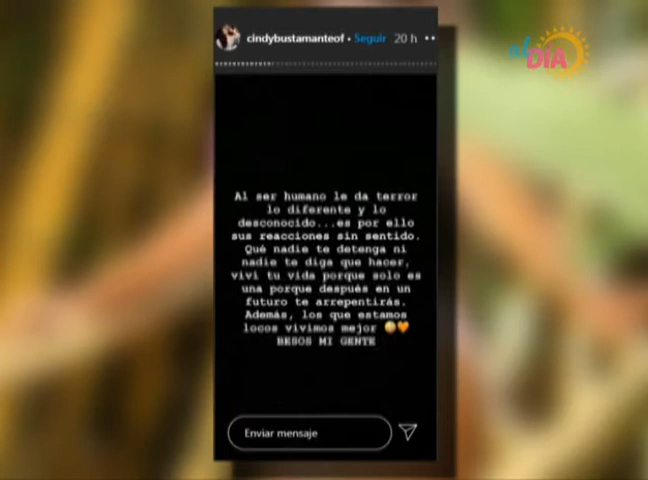 cindybustamanteof • Seguir 20 h
al DÍA
Al ser humano le da terror
lo diferente y lo
desconocido...es por ello
sus reacciones sin sentido.
Qué nadie te detenga ni
nadie te diga que hacer,
viví tu vida porque solo es
una porque después en un
futuro te arrepentirás.
Además, los que estamos
locos vivimos mejor
BESOS MI GENTE
Enviar mensaje